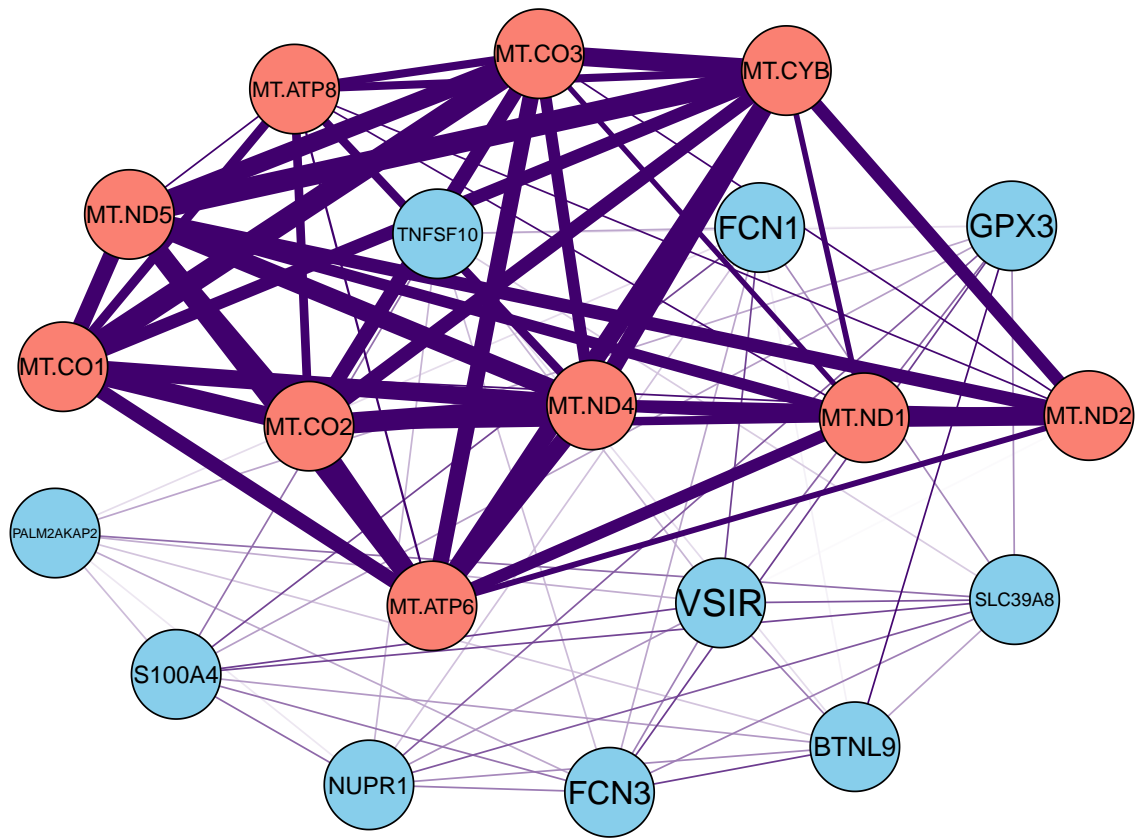 MT.CO3
MT.CYB
MT.ATP8
MT.ND5
TNFSF10
FCN1
GPX3
MT.CO1
MT.CO2
MT.ND4
MT.ND1
MT.ND2
PALM2AKAP2
MT.ATP6
VSIR
SLC39A8
S100A4
NUPR1
FCN3
BTNL9